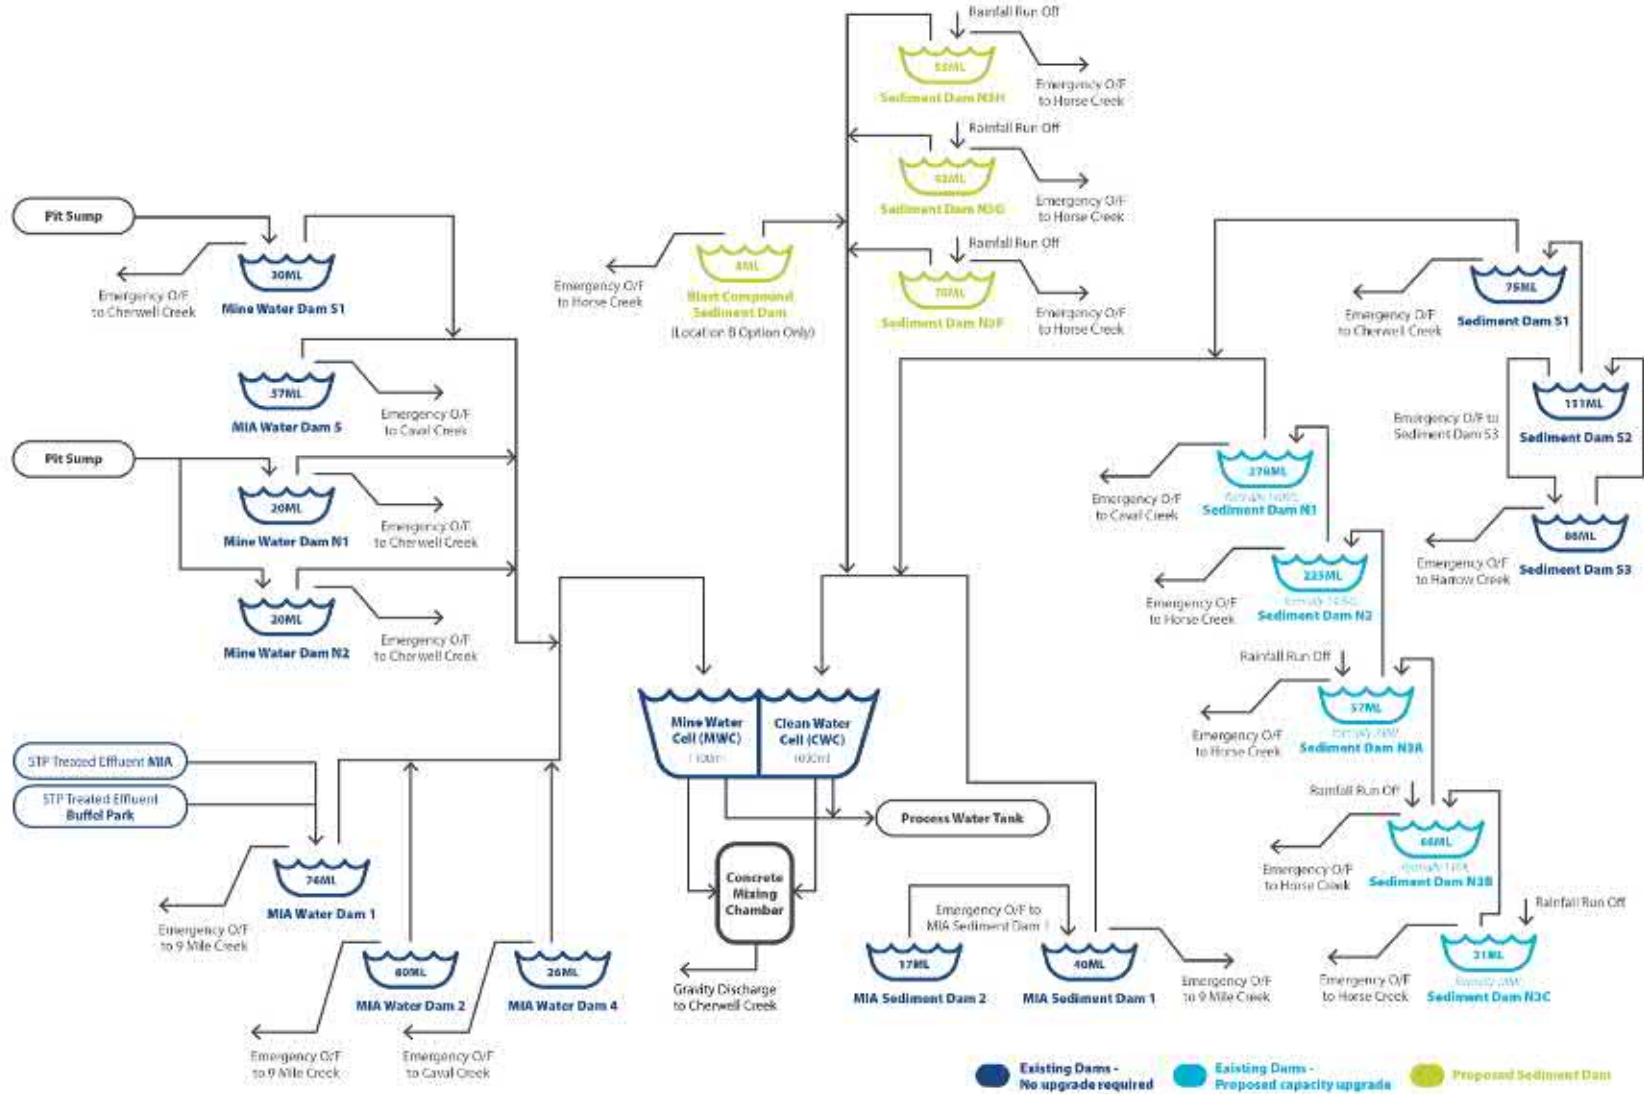 Rainfall Run Off
55ML
Sediment Dam N3H
Emergency O/F
to Horse Creek
Rainfall Run Off
Sediment Dam N3G
Emergency O/F
to Horse Creek
Rainfall Run Off
70ML
Emergency O/F
to Horse Creek
8ML
Blast Compound
Sediment Dam
(Location B Option Only)
Emergency O/F
to Horse Creek
Pit Sump
30ML
Mine Water Dam S1
Emergency O/F
to Cherwell Creek
57ML
MIA Water Dam 5
Emergency O/F
to Caval Creek
Pit Sump
20ML
Mine Water Dam N1
Emergency O/F
to Cherwell Creek
20ML
Mine Water Dam N2
Emergency O/F
to Cherwell Creek
75ML
Sediment Dam S1
Emergency O/F
to Cherwell Creek
111ML
Sediment Dam S2
Emergency O/F to
Sediment Dam S3
86ML
Sediment Dam S3
Emergency O/F
to Harrow Creek
276ML
Sediment Dam N1
Emergency O/F
to Caval Creek
225ML
Sediment Dam N2
Emergency O/F
to Horse Creek
Rainfall Run Off
57ML
Sediment Dam N3A
Emergency O/F
to Horse Creek
Rainfall Run Off
66ML
Sediment Dam N3B
Emergency O/F
to Horse Creek
Rainfall Run Off
31ML
Sediment Dam N3C
Emergency O/F
to Horse Creek
Mine Water
Cell (MWC)
Clean Water
Cell (CWC)
Process Water Tank
Concrete
Mixing
Chamber
Gravity Discharge
to Cherwell Creek
STP Treated Effluent MIA
STP Treated Effluent
Buffel Park
76ML
MIA Water Dam 1
Emergency O/F
to 9 Mile Creek
60ML
MIA Water Dam 2
Emergency O/F
to 9 Mile Creek
26ML
MIA Water Dam 4
Emergency O/F
to Caval Creek
Emergency O/F to
MIA Sediment Dam 1
17ML
MIA Sediment Dam 2
40ML
MIA Sediment Dam 1
Emergency O/F
to 9 Mile Creek
Existing Dams -
No upgrade required
Existing Dams -
Proposed capacity upgrade
Proposed Sediment Dam